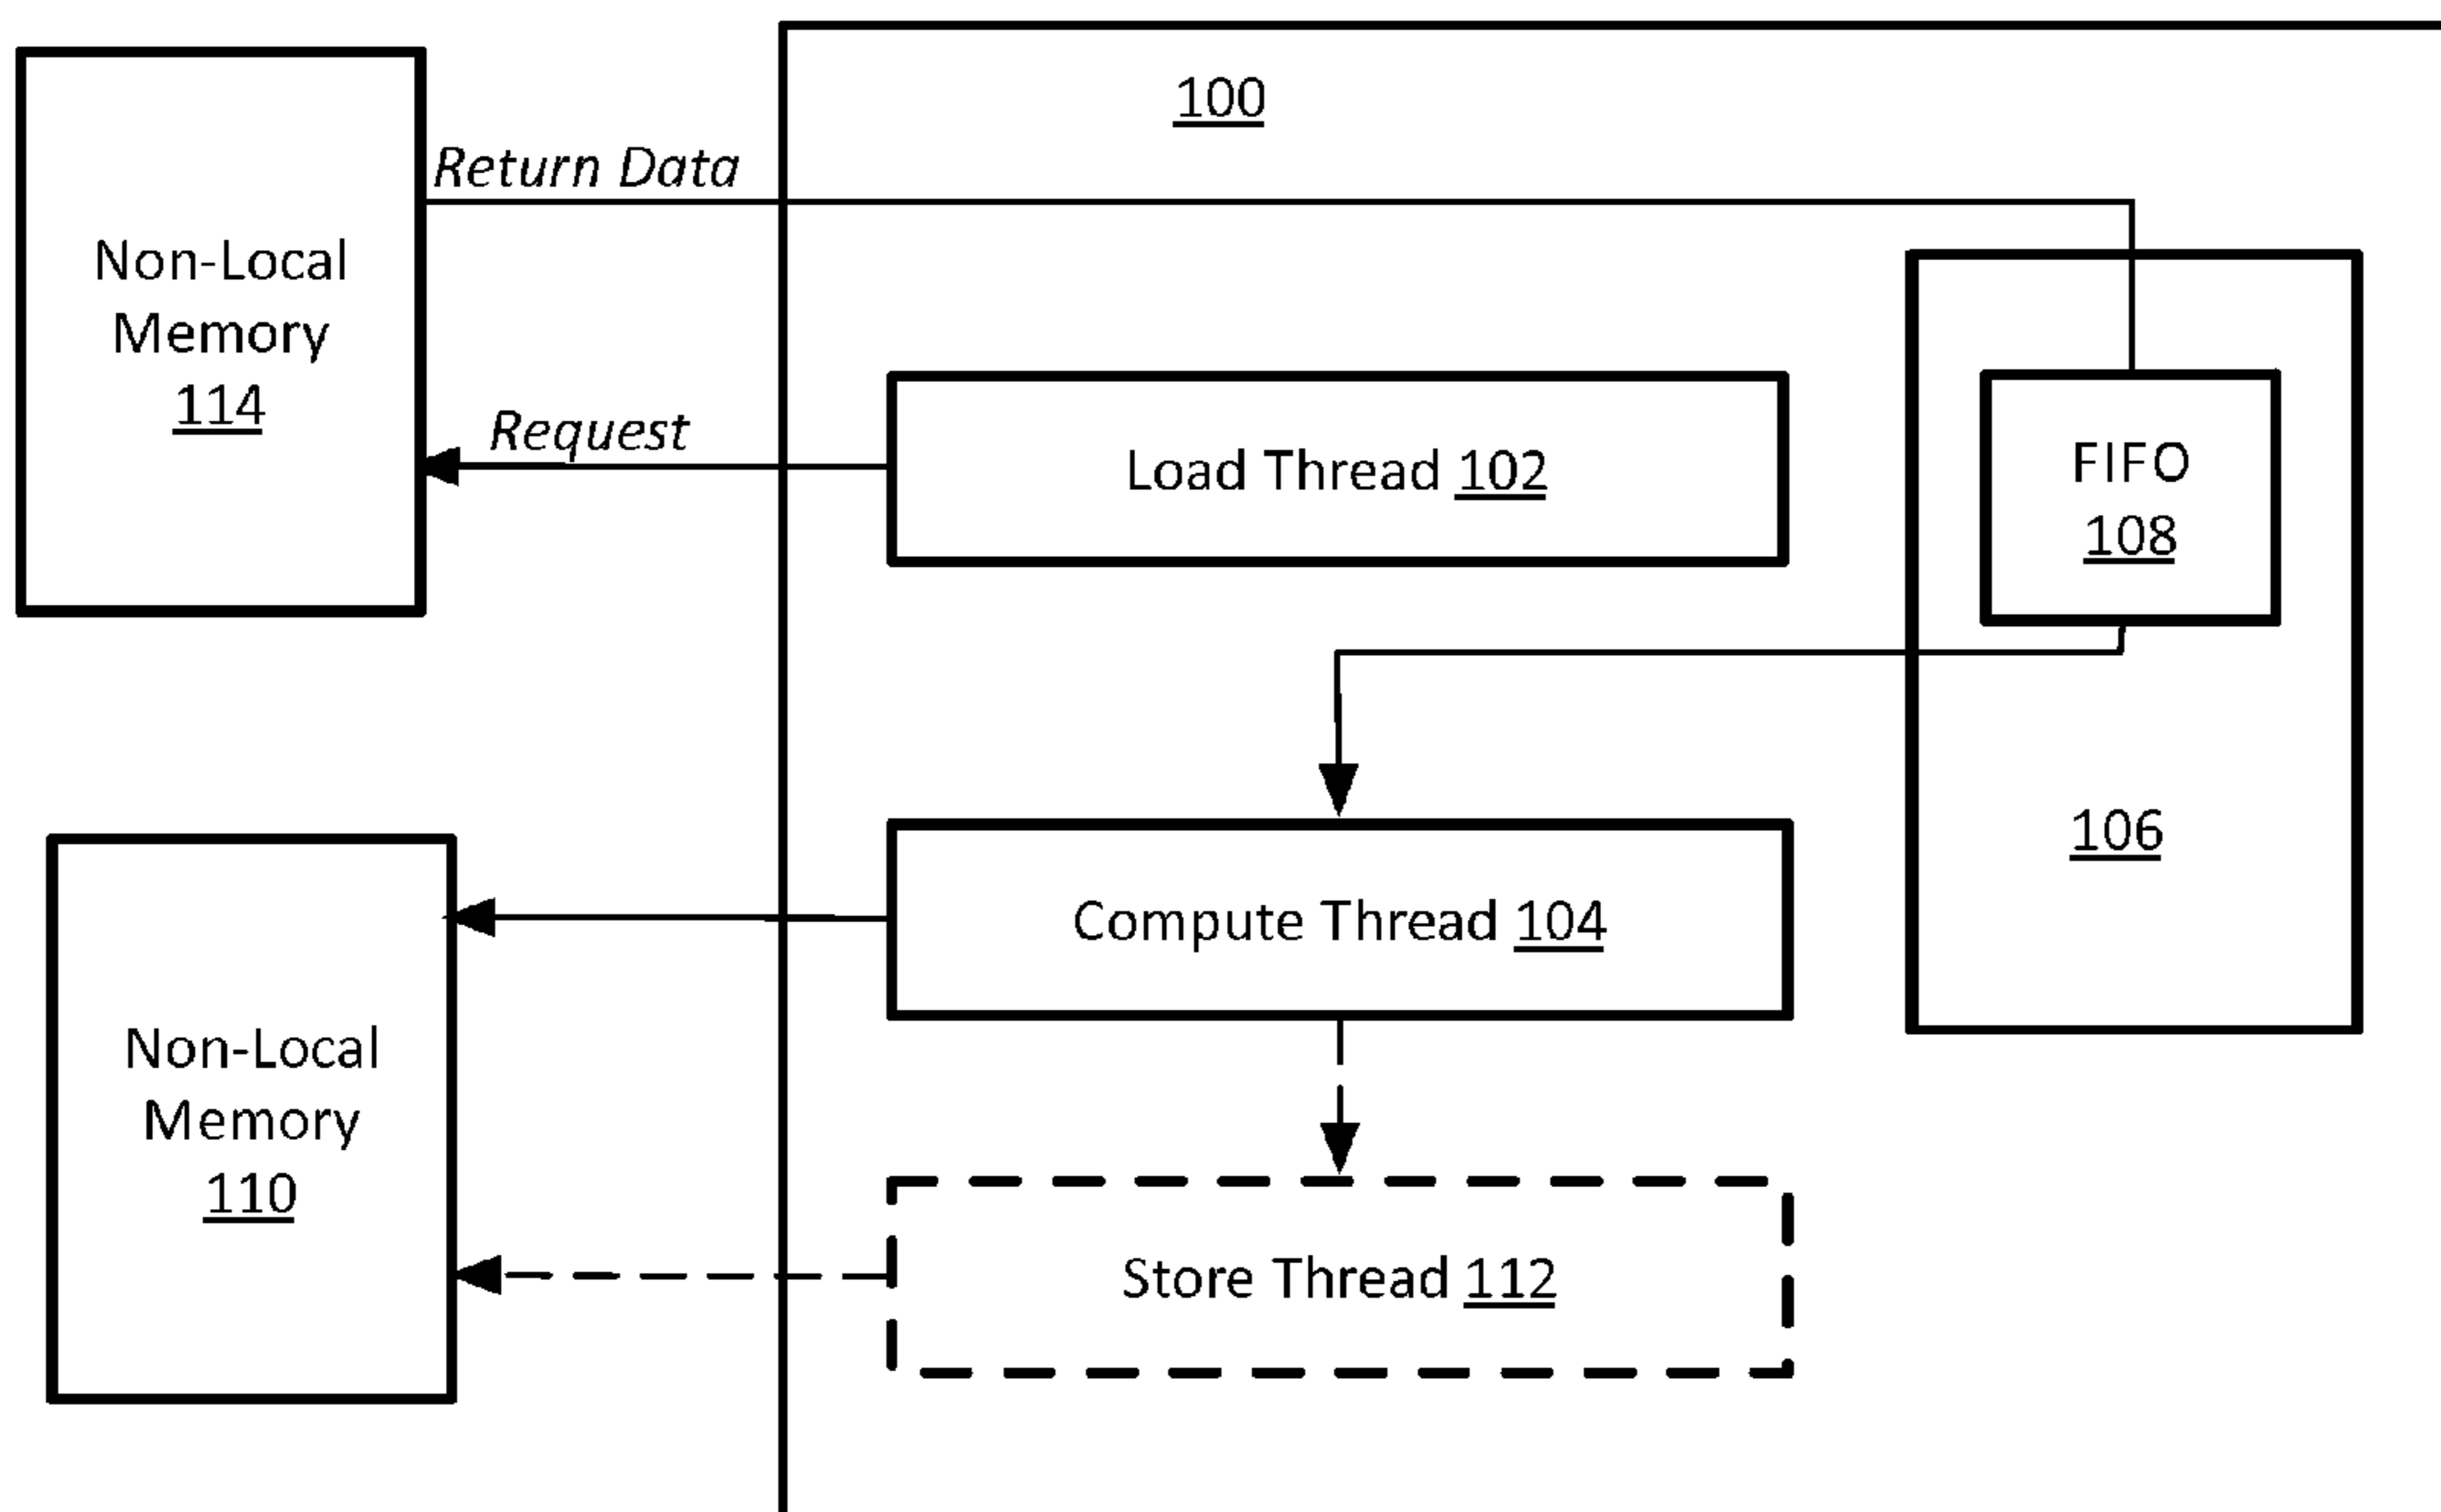 100
Return Data
Non-Local
Memory
114
Request
Load Thread 102
FIFO
108
106
Compute Thread 104
Non-Local
Memory
110
Store Thread 112